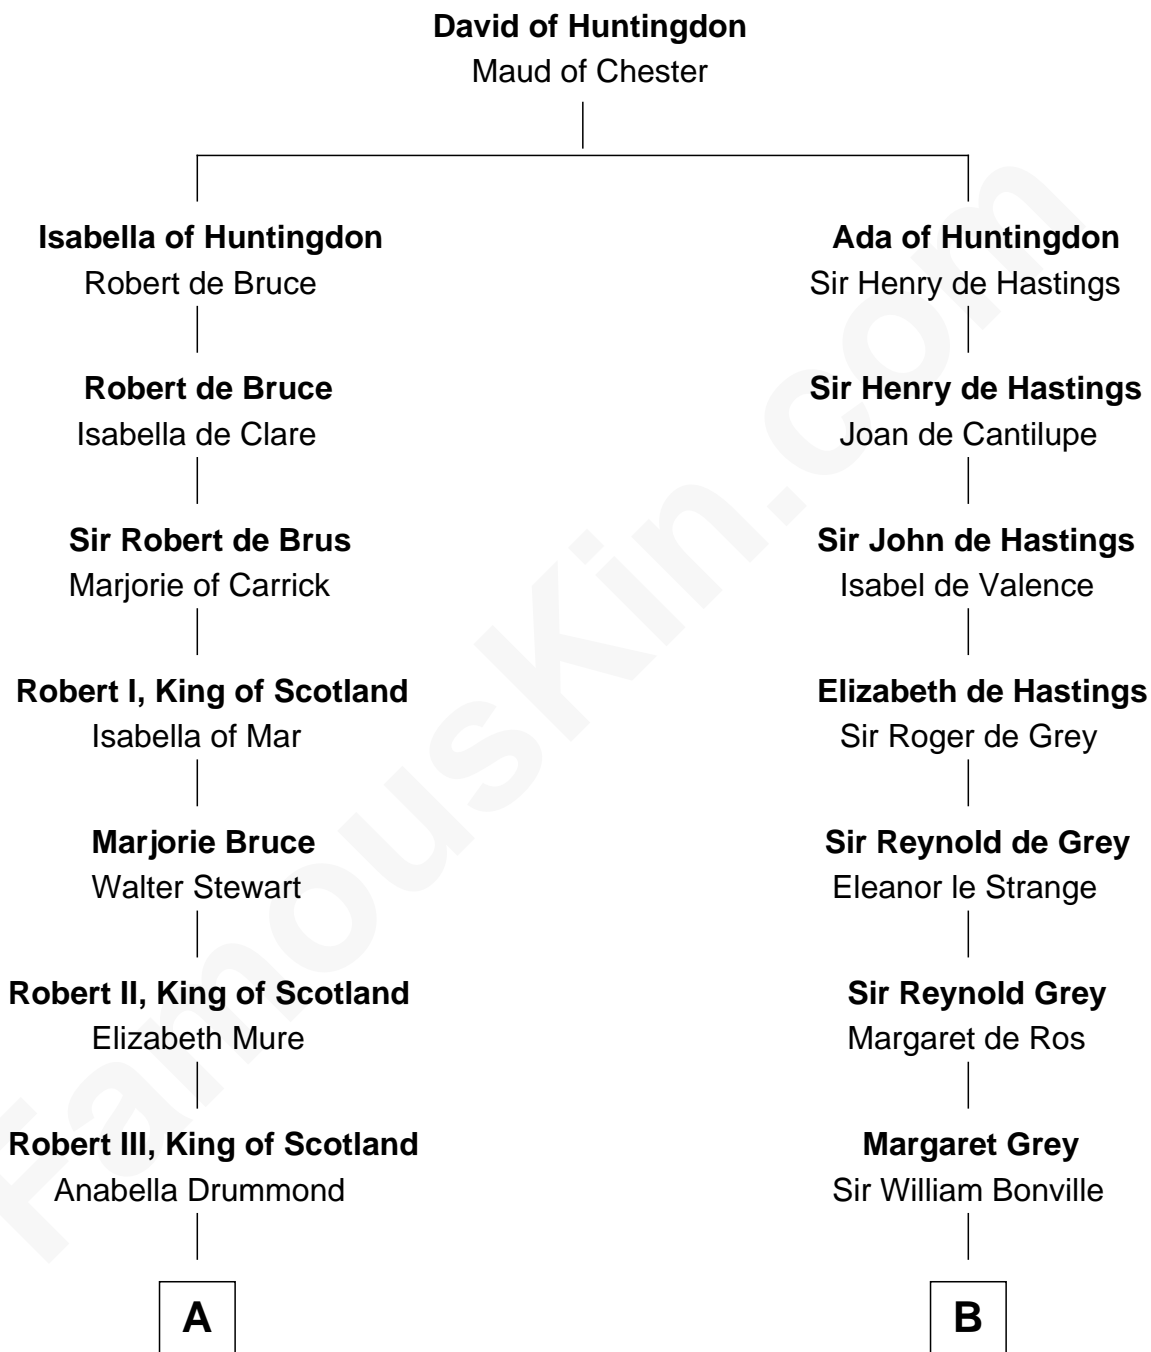 David of Huntingdon
Maud of Chester
Isabella of Huntingdon
Robert de Bruce
Robert de Bruce
Isabella de Clare
Sir Robert de Brus
Marjorie of Carrick
Robert I, King of Scotland
Isabella of Mar
Marjorie Bruce
Walter Stewart
Robert II, King of Scotland
Elizabeth Mure
Robert III, King of Scotland
Anabella Drummond
A
Ada of Huntingdon
Sir Henry de Hastings
Sir Henry de Hastings
Joan de Cantilupe
Sir John de Hastings
Isabel de Valence
Elizabeth de Hastings
Sir Roger de Grey
Sir Reynold de Grey
Eleanor le Strange
Sir Reynold Grey
Margaret de Ros
Margaret Grey
Sir William Bonville
B
FamousKin.com